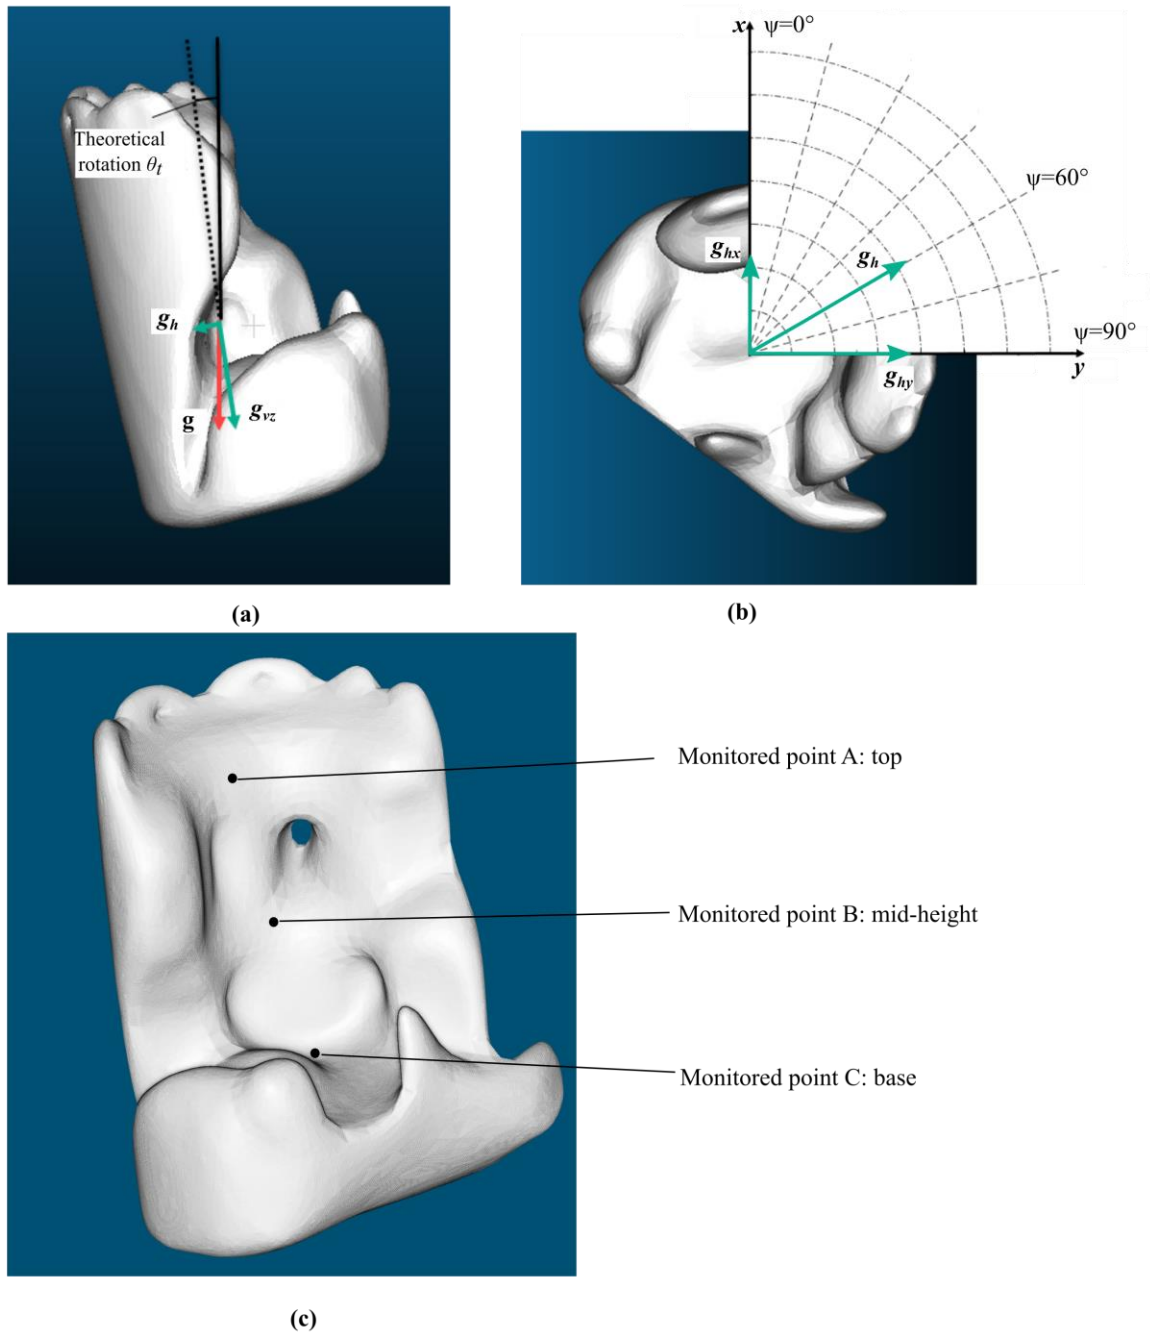 Theoretical
rotation θt
gh
g
gvz
(a)
x
ψ=0°
ψ=60°
ghx
gh
ψ=90°
ghy
y
(b)
Monitored point A: top
Monitored point B: mid-height
Monitored point C: base
(c)